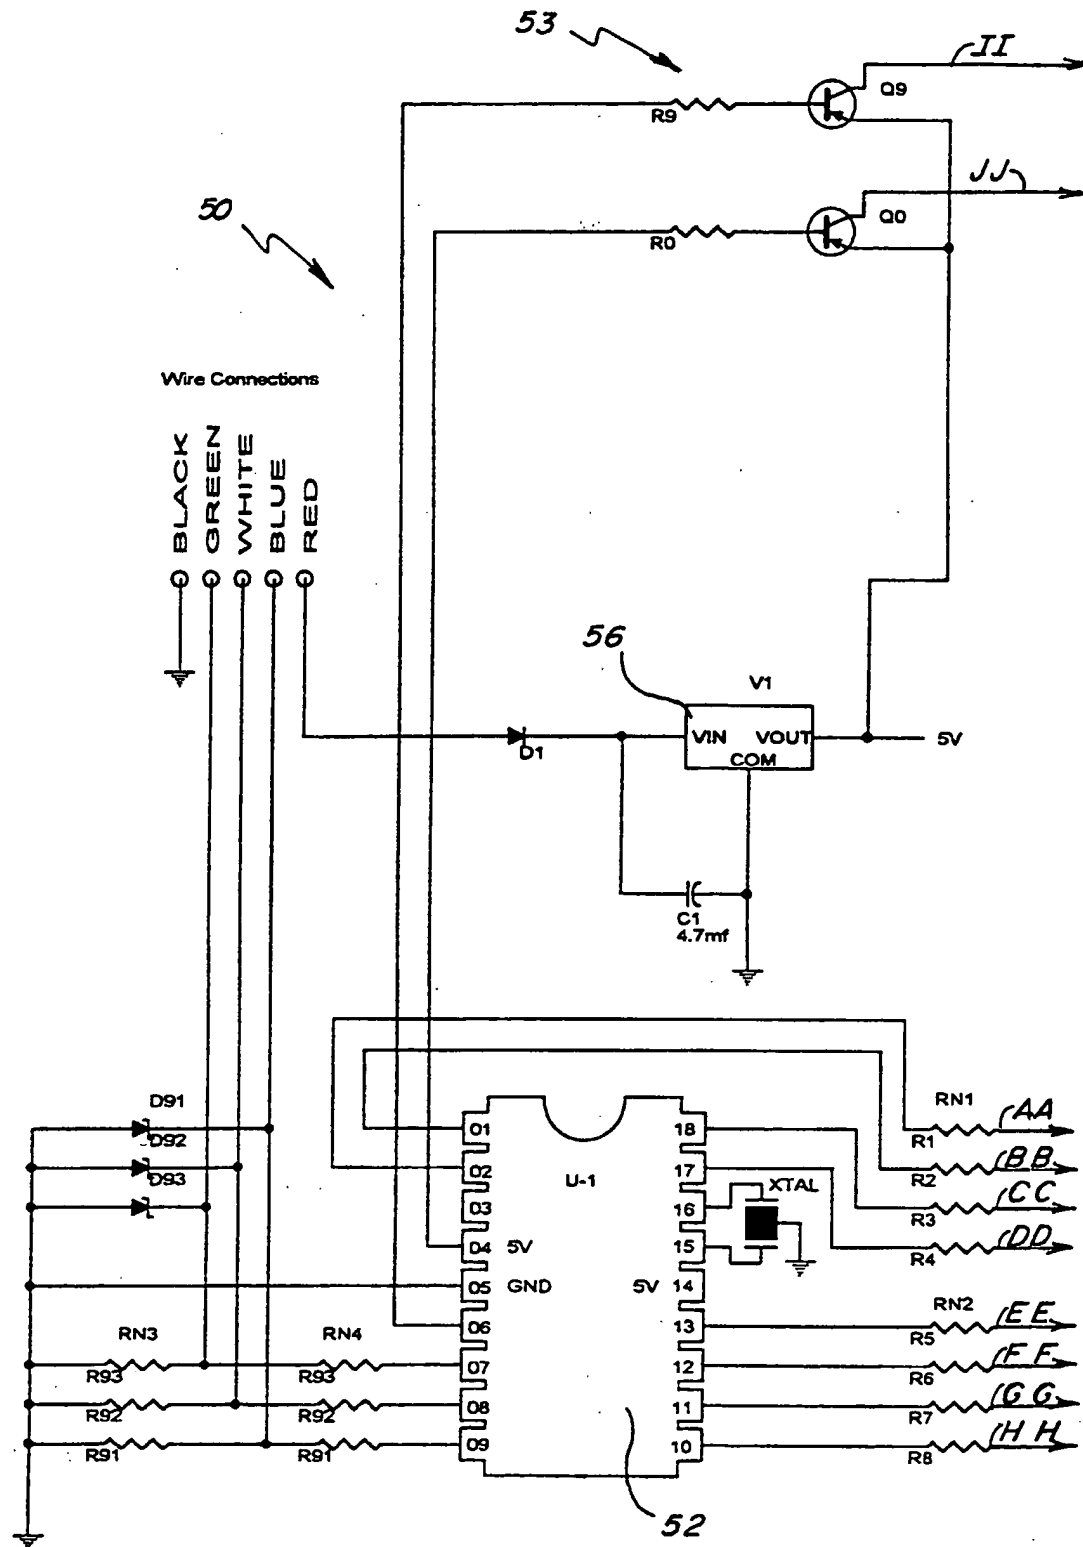 53
II
Q9
R9
JJ
50
Q0
R0
Wire Connections
BLACK
GREEN
WHITE
BLUE
RED
56
V1
VIN
VOUT
5V
COM
D1
C1
4.7mf
D91
RN1
AA
01
18
R1
D92
BB
02
17
R2
U-1
XTAL
D93
CC
03
16
R3
DD
04
5V
15
R4
05
GND
5V
14
RN2
EE
06
13
R5
RN3
RN4
FF
R93
R93
07
12
R6
GG
R92
R92
08
11
R7
HH
R91
R91
09
10
R8
52